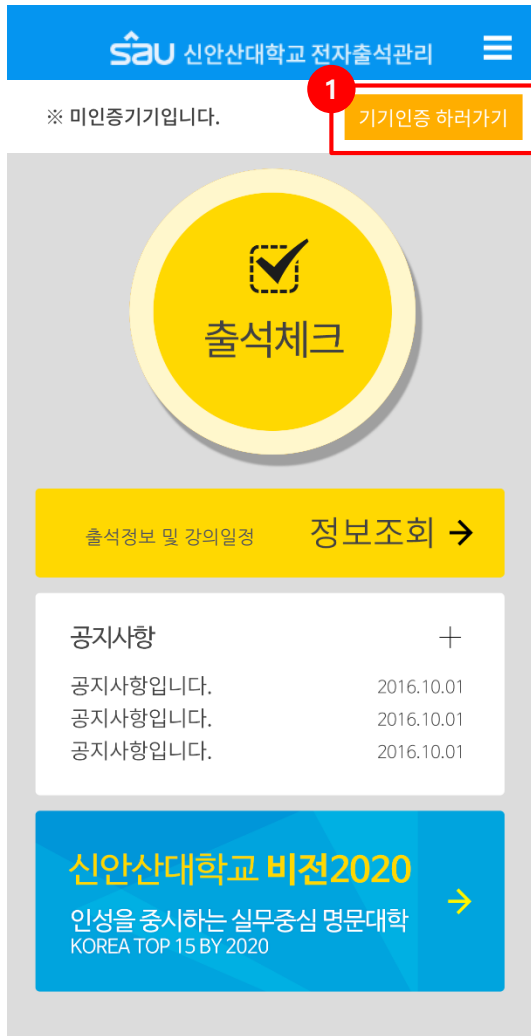 sau 신안산대학교 전자출석관리
1
※ 미인증기기입니다. 기기인증 하러가기
출석체크
출석정보 및 강의일정 정보조회
공지사항
공지사항입니다. 2016.10.01
공지사항입니다. 2016.10.01
공지사항입니다. 2016.10.01
신안산대학교 비전2020
인성을 중시하는 실무중심 명문대학
KOREA TOP 15 BY 2020